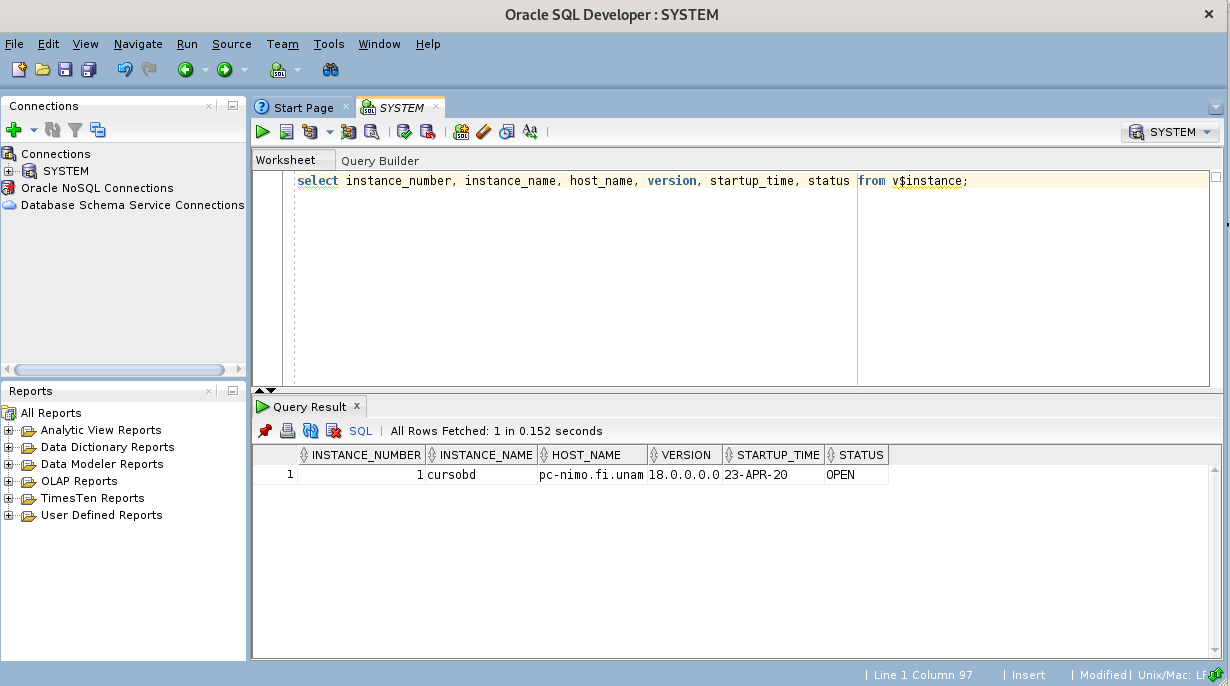 Oracle SQL Developer : SYSTEM
File Edit View Navigate Run Source Team Tools Window Help
Connections
Connections
SYSTEM
Oracle NoSQL Connections
Database Schema Service Connections
Reports
All Reports
Analytic View Reports
Data Dictionary Reports
Data Modeler Reports
OLAP Reports
TimesTen Reports
User Defined Reports
Start Page SYSTEM
SYSTEM
Worksheet Query Builder
select instance_number, instance_name, host_name, version, startup_time, status from v$instance;
Query Result
SQL | All Rows Fetched: 1 in 0.152 seconds
INSTANCE_NUMBER INSTANCE_NAME HOST_NAME VERSION STARTUP_TIME STATUS
1 1 cursobd pc-nimo.fi.unam 18.0.0.0.0 23-APR-20 OPEN
| Line 1 Column 97 | Insert | Modified | Unix/Mac: LF